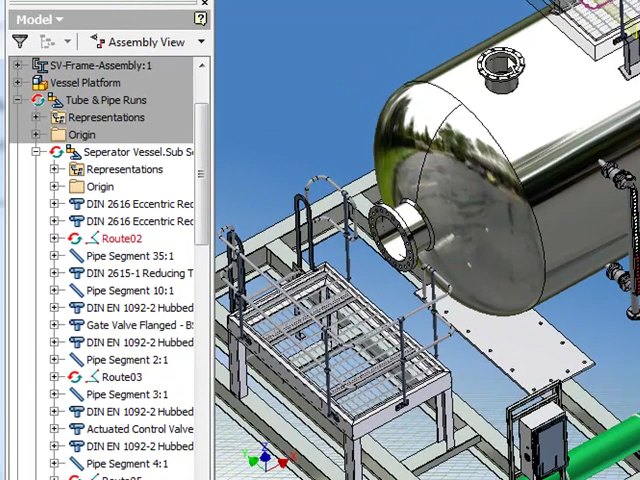 Model
Assembly View
SV-Frame-Assembly:1
Vessel Platform
Tube & Pipe Runs
Representations
Origin
Seperator Vessel.Sub Se
Representations
Origin
DIN 2616 Eccentric Rec
DIN 2616 Eccentric Rec
Route02
Pipe Segment 35:1
DIN 2615-1 Reducing T
Pipe Segment 10:1
DIN EN 1092-2 Hubbed
Gate Valve Flanged - BS
DIN EN 1092-2 Hubbed
Pipe Segment 2:1
Route03
Pipe Segment 3:1
DIN EN 1092-2 Hubbed
Actuated Control Valve
DIN EN 1092-2 Hubbed
Pipe Segment 4:1